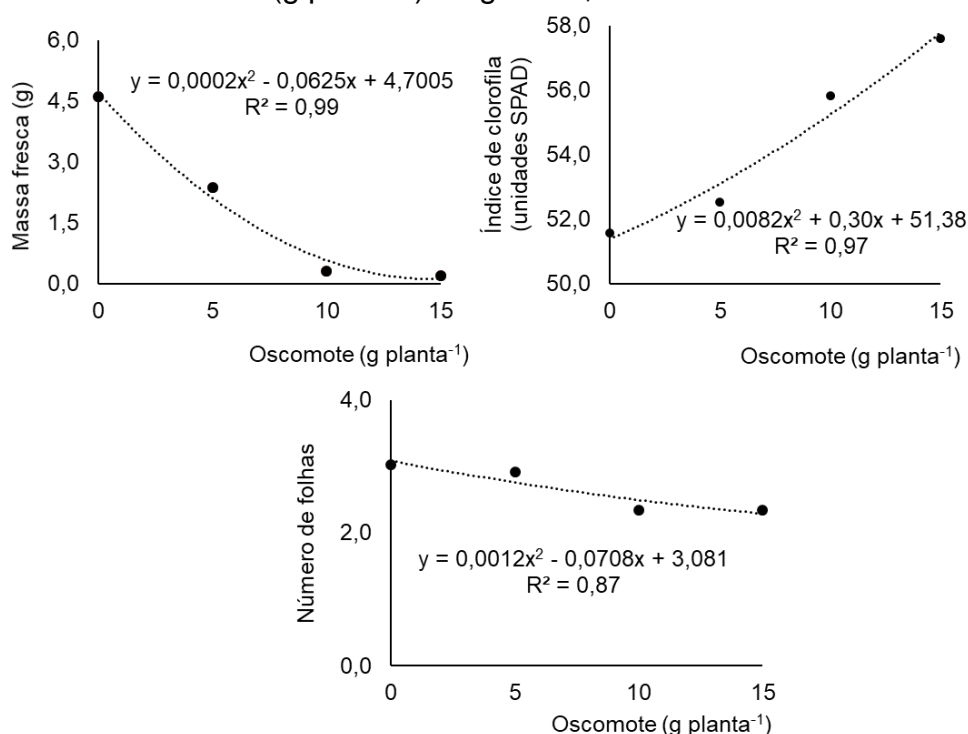 6,0
4,5
3,0
1,5
0,0
Massa fresca (g)
y = 0,0002x² - 0,0625x + 4,7005
R² = 0,99
0
5
10
15
Oscomote (g planta⁻¹)
58,0
56,0
54,0
52,0
50,0
Índice de clorofila
(unidades SPAD)
y = 0,0082x² + 0,30x + 51,38
R² = 0,97
0
5
10
15
Oscomote (g planta⁻¹)
4,0
2,0
0,0
Número de folhas
y = 0,0012x² - 0,0708x + 3,081
R² = 0,87
0
5
10
15
Oscomote (g planta⁻¹)